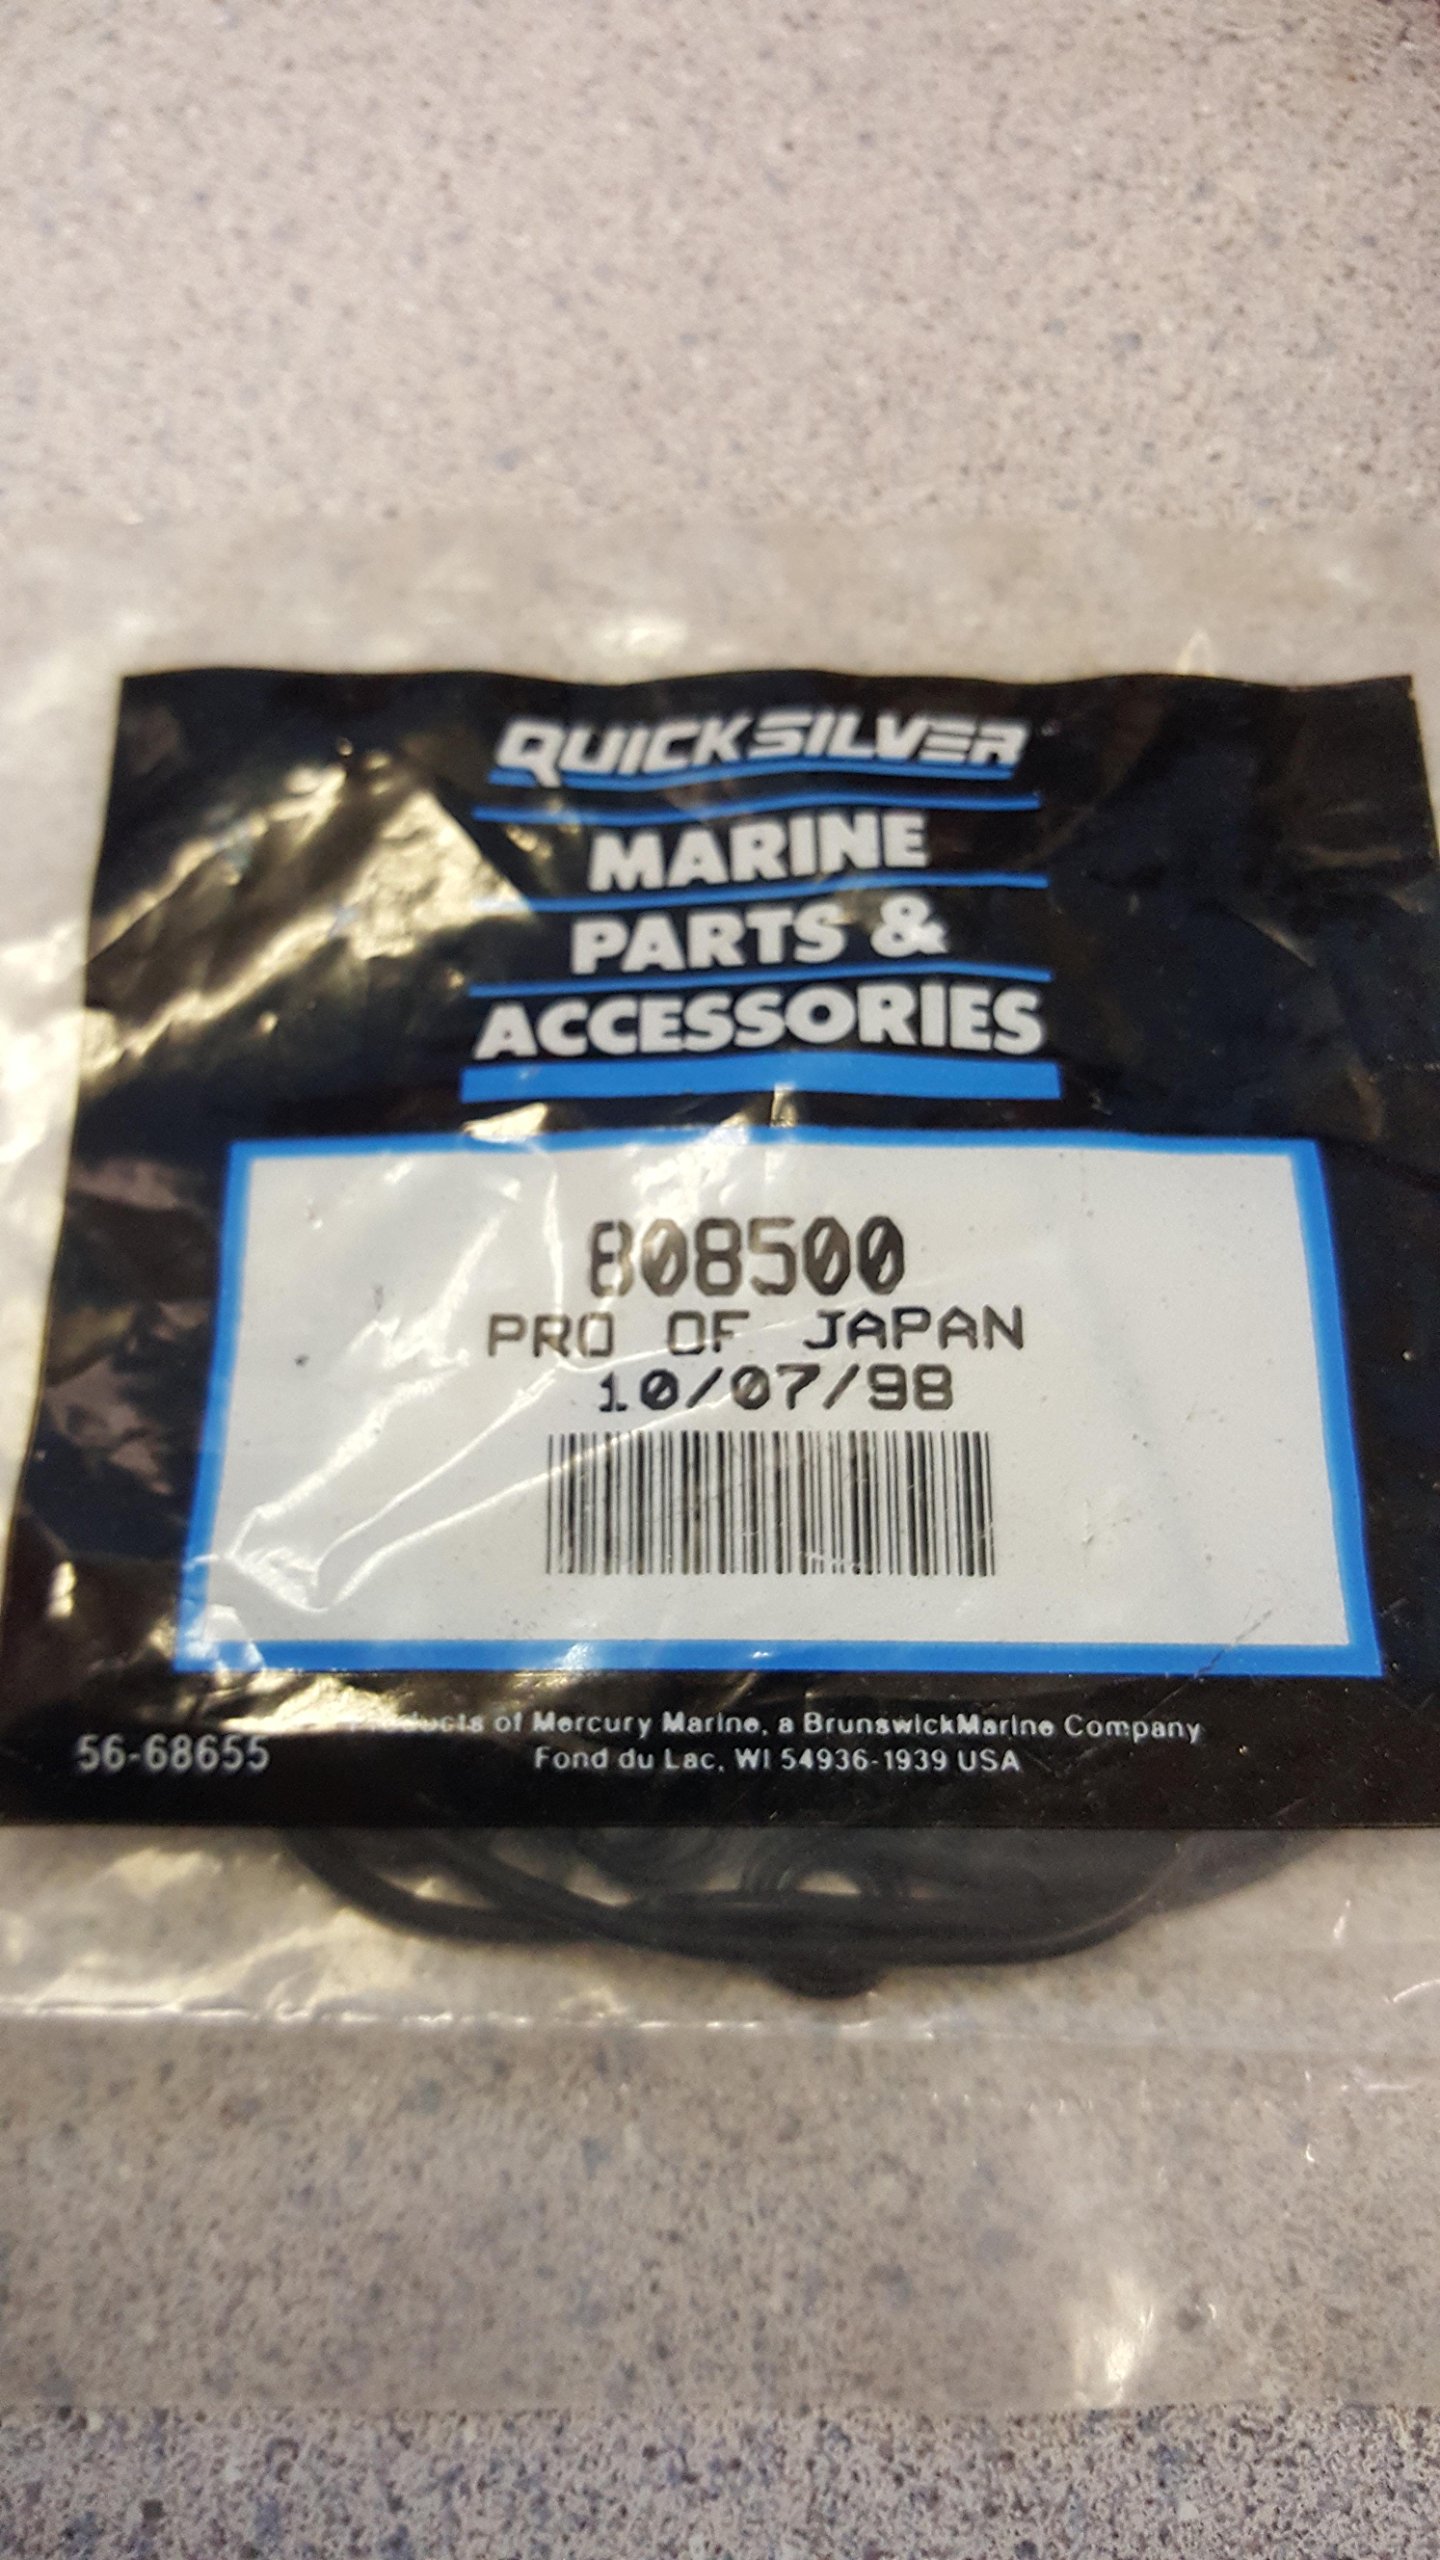 QUICKSILVER
MARINE
PARTS &
ACCESSORIES
808500
PRO OF JAPAN
10/07/98
Products of Mercury Marine, a BrunswickMarine Company
56-68655
Fond du Lac, WI 54936-1939 USA